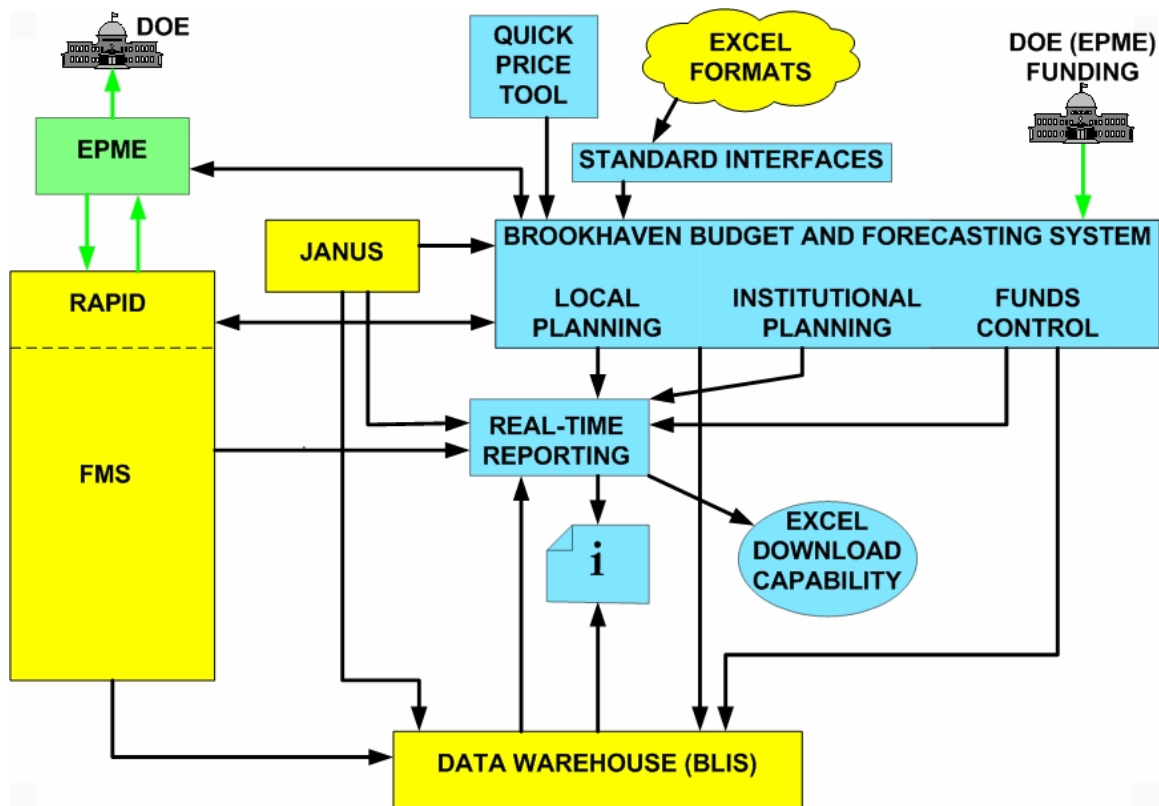 DOE
QUICK
PRICE
TOOL
EXCEL
FORMATS
DOE (EPME)
FUNDING
EPME
STANDARD INTERFACES
JANUS
BROOKHAVEN BUDGET AND FORECASTING SYSTEM
LOCAL
PLANNING
INSTITUTIONAL
PLANNING
FUNDS
CONTROL
RAPID
FMS
REAL-TIME
REPORTING
i
EXCEL
DOWNLOAD
CAPABILITY
DATA WAREHOUSE (BLIS)